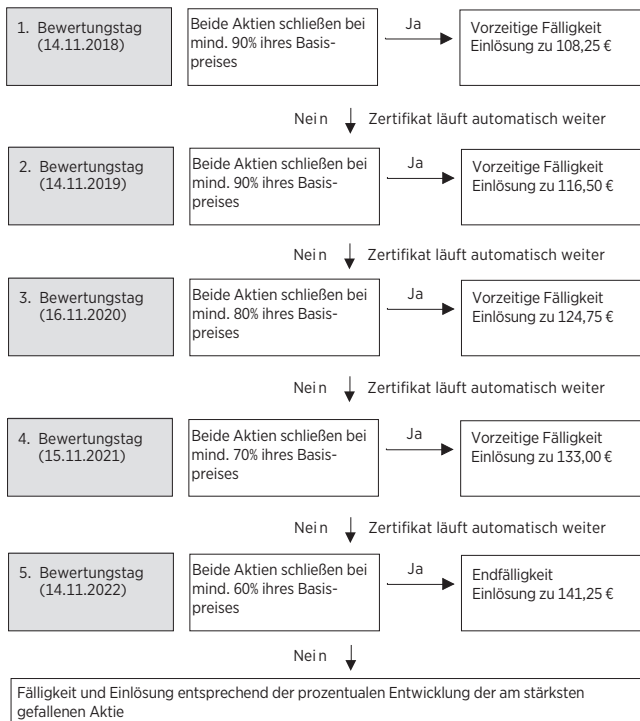 1. Bewertungstag
(14.11.2018)
Beide Aktien schließen bei
mind. 90% ihres Basis-
preises
Ja
Vorzeitige Fälligkeit
Einlösung zu 108,25 €
Nein
Zertifikat läuft automatisch weiter
2. Bewertungstag
(14.11.2019)
Beide Aktien schließen bei
mind. 90% ihres Basis-
preises
Ja
Vorzeitige Fälligkeit
Einlösung zu 116,50 €
Nein
Zertifikat läuft automatisch weiter
3. Bewertungstag
(16.11.2020)
Beide Aktien schließen bei
mind. 80% ihres Basis-
preises
Ja
Vorzeitige Fälligkeit
Einlösung zu 124,75 €
Nein
Zertifikat läuft automatisch weiter
4. Bewertungstag
(15.11.2021)
Beide Aktien schließen bei
mind. 70% ihres Basis-
preises
Ja
Vorzeitige Fälligkeit
Einlösung zu 133,00 €
Nein
Zertifikat läuft automatisch weiter
5. Bewertungstag
(14.11.2022)
Beide Aktien schließen bei
mind. 60% ihres Basis-
preises
Ja
Endfälligkeit
Einlösung zu 141,25 €
Nein
Fälligkeit und Einlösung entsprechend der prozentualen Entwicklung der am stärksten
gefallenen Aktie